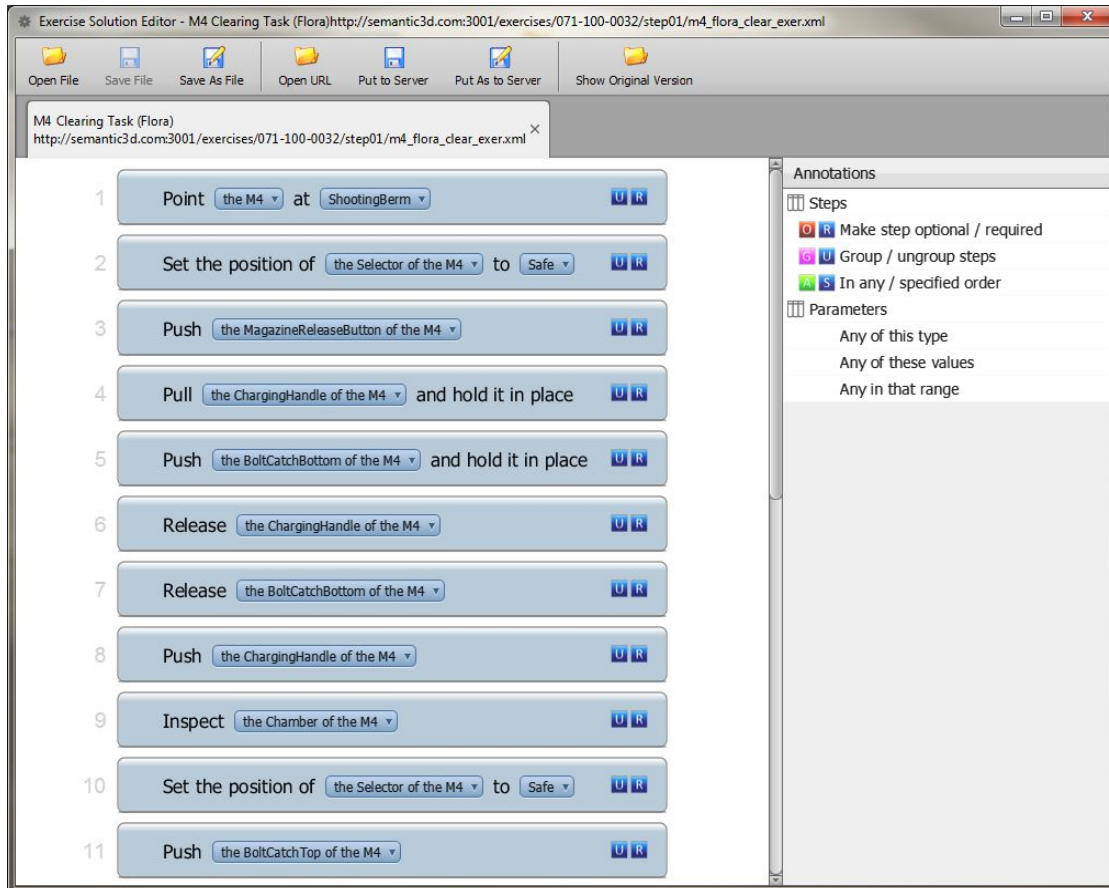 Exercise Solution Editor - M4 Clearing Task (Flora)http://semantic3d.com:3001/exercises/071-100-0032/step01/m4_flora_clear_exer.xml
Open File Save File Save As File Open URL Put to Server Put As to Server Show Original Version
M4 Clearing Task (Flora)
http://semantic3d.com:3001/exercises/071-100-0032/step01/m4_flora_clear_exer.xml
1 Point the M4 at ShootingBerm U R
2 Set the position of the Selector of the M4 to Safe U R
3 Push the MagazineReleaseButton of the M4 U R
4 Pull the ChargingHandle of the M4 and hold it in place U R
5 Push the BoltCatchBottom of the M4 and hold it in place U R
6 Release the ChargingHandle of the M4 U R
7 Release the BoltCatchBottom of the M4 U R
8 Push the ChargingHandle of the M4 U R
9 Inspect the Chamber of the M4 U R
10 Set the position of the Selector of the M4 to Safe U R
11 Push the BoltCatchTop of the M4 U R
Annotations
Steps
O R Make step optional / required
G U Group / ungroup steps
A S In any / specified order
Parameters
Any of this type
Any of these values
Any in that range